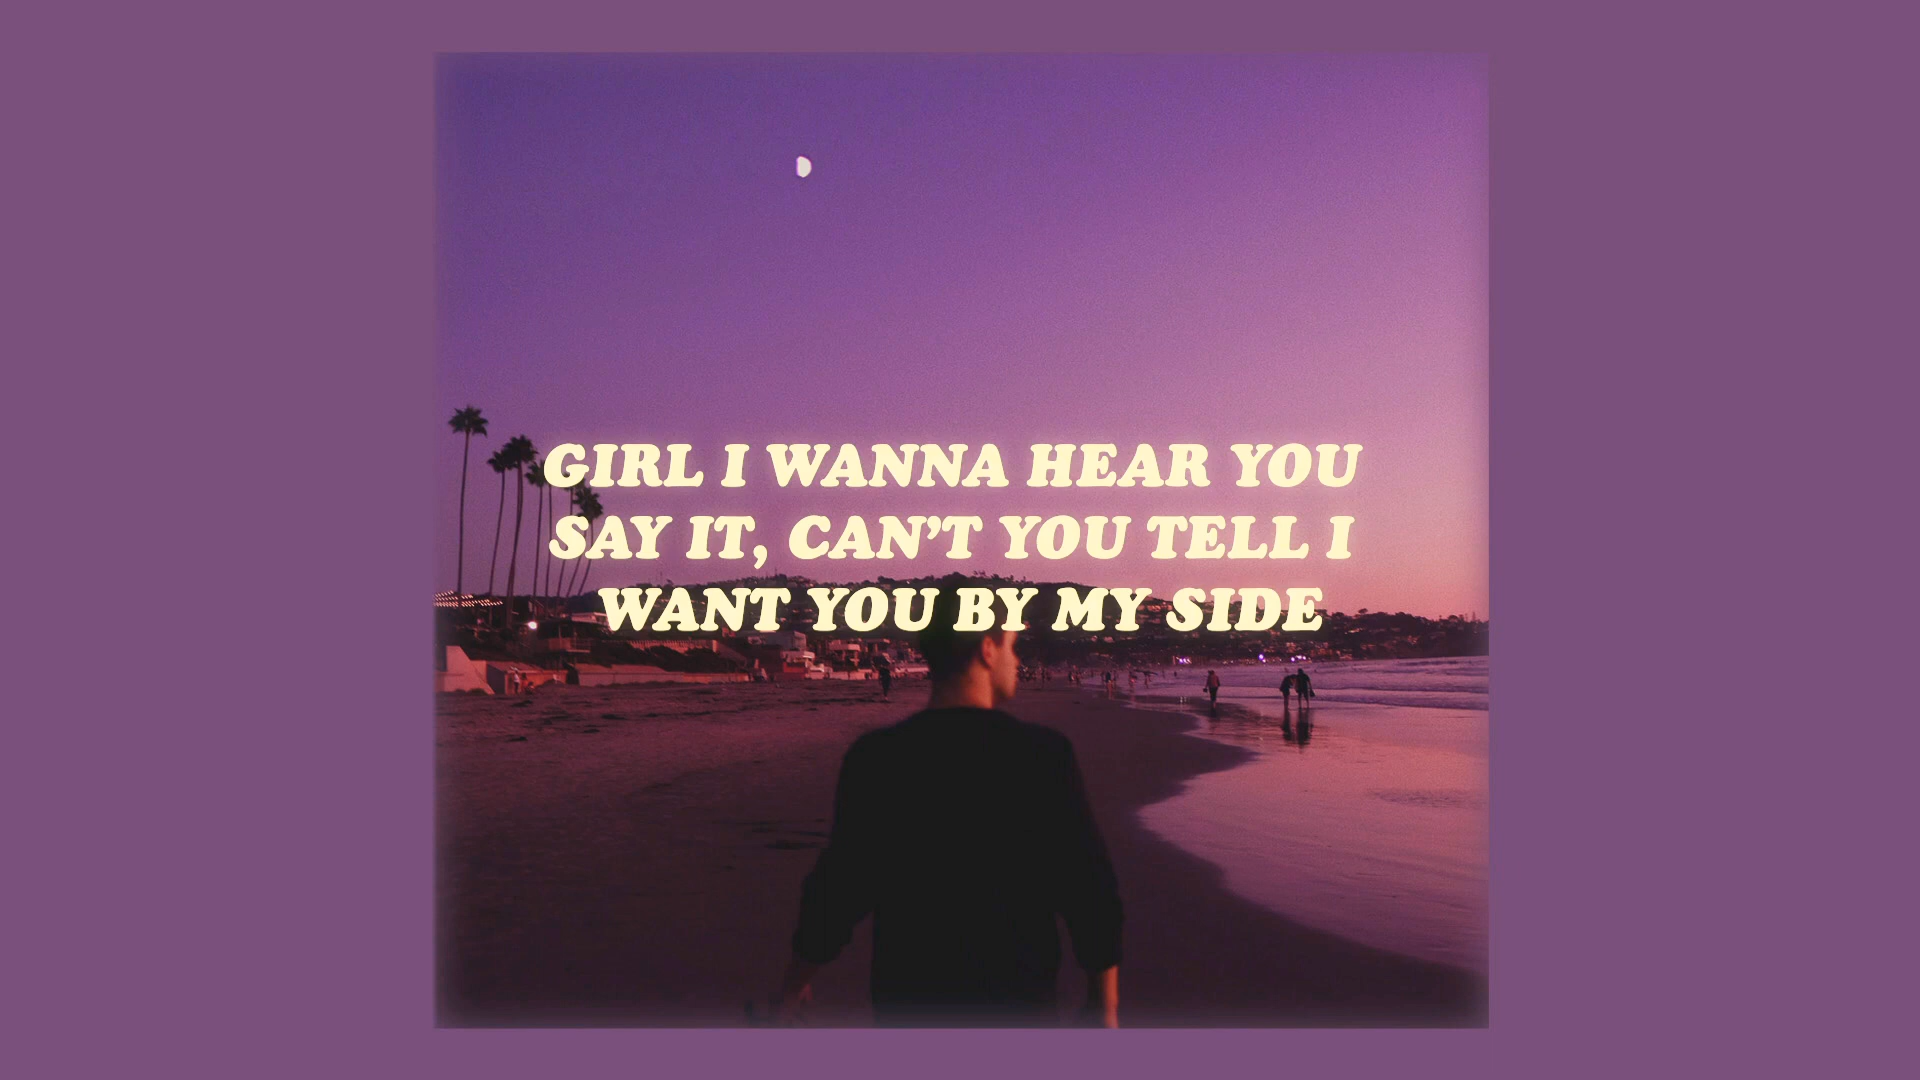 GIRL I WANNA HEAR YOU
SAY IT, CAN’T YOU TELL I
WANT YOU BY MY SIDE